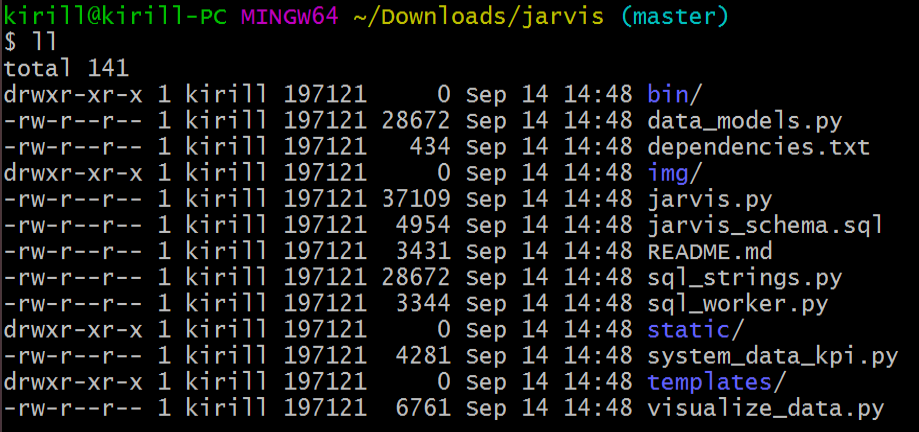 kirill@kirill-PC MINGW64 ~/Downloads/jarvis (master)
$ ll
total 141
drwxr-xr-x 1 kirill 197121     0 Sep 14 14:48 bin/
-rw-r--r-- 1 kirill 197121 28672 Sep 14 14:48 data_models.py
-rw-r--r-- 1 kirill 197121   434 Sep 14 14:48 dependencies.txt
drwxr-xr-x 1 kirill 197121     0 Sep 14 14:48 img/
-rw-r--r-- 1 kirill 197121 37109 Sep 14 14:48 jarvis.py
-rw-r--r-- 1 kirill 197121  4954 Sep 14 14:48 jarvis_schema.sql
-rw-r--r-- 1 kirill 197121  3431 Sep 14 14:48 README.md
-rw-r--r-- 1 kirill 197121 28672 Sep 14 14:48 sql_strings.py
-rw-r--r-- 1 kirill 197121  3344 Sep 14 14:48 sql_worker.py
drwxr-xr-x 1 kirill 197121     0 Sep 14 14:48 static/
-rw-r--r-- 1 kirill 197121  4281 Sep 14 14:48 system_data_kpi.py
drwxr-xr-x 1 kirill 197121     0 Sep 14 14:48 templates/
-rw-r--r-- 1 kirill 197121  6761 Sep 14 14:48 visualize_data.py